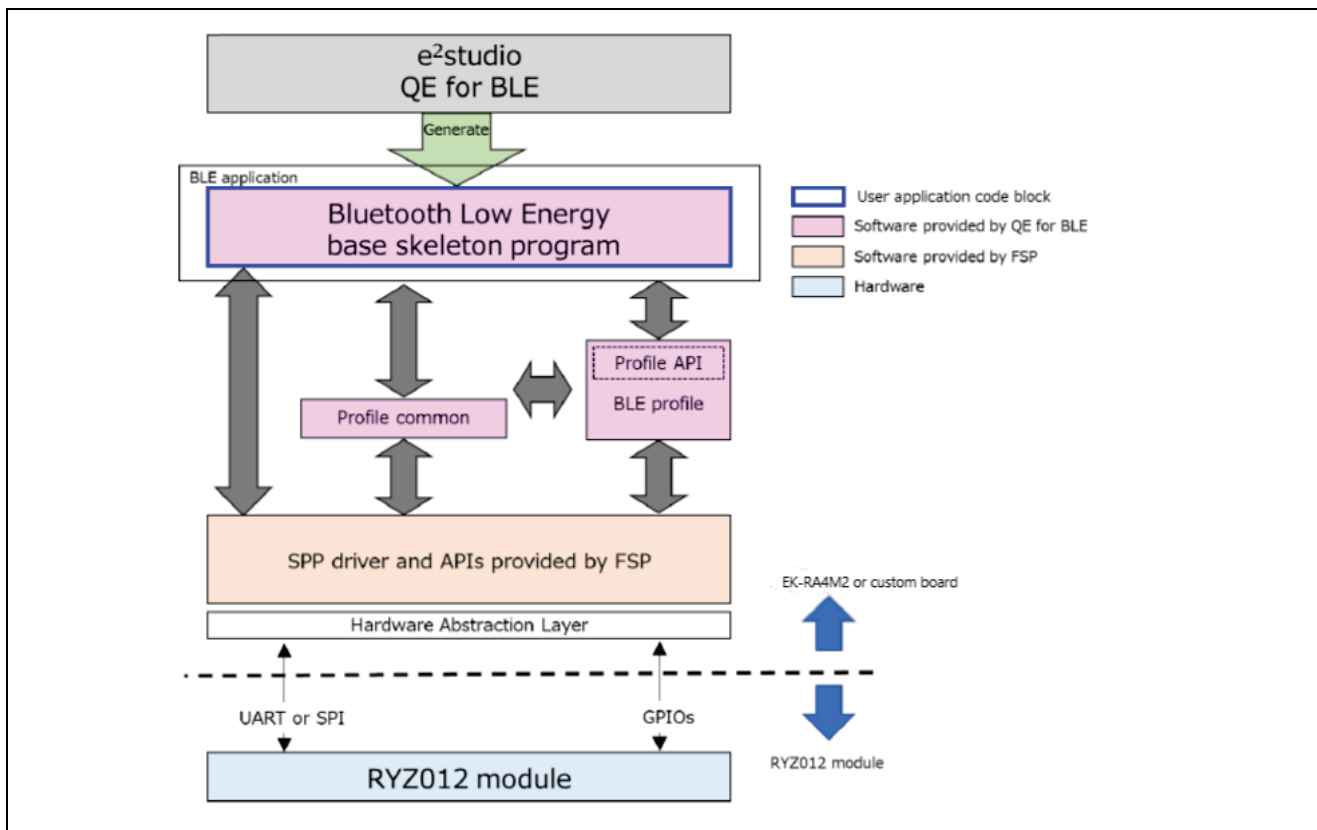 e²studio
QE for BLE
Generate
BLE application
Bluetooth Low Energy
base skeleton program
User application code block
Software provided by QE for BLE
Software provided by FSP
Hardware
Profile API
BLE profile
Profile common
SPP driver and APIs provided by FSP
EK-RA4M2 or custom board
Hardware Abstraction Layer
UART or SPI
GPIOs
RYZ012 module
RYZ012 module